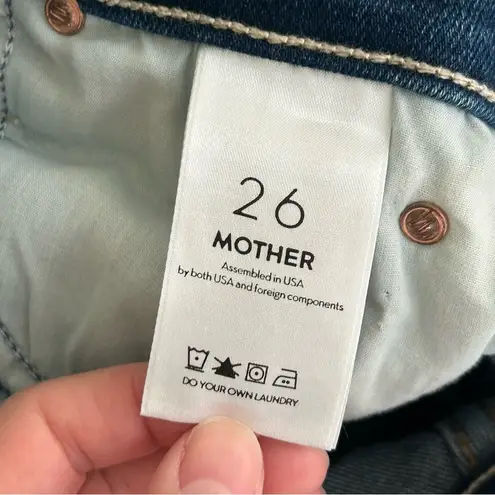 26
MOTHER
Assembled in USA
by both USA and foreign components
DO YOUR OWN LAUNDRY